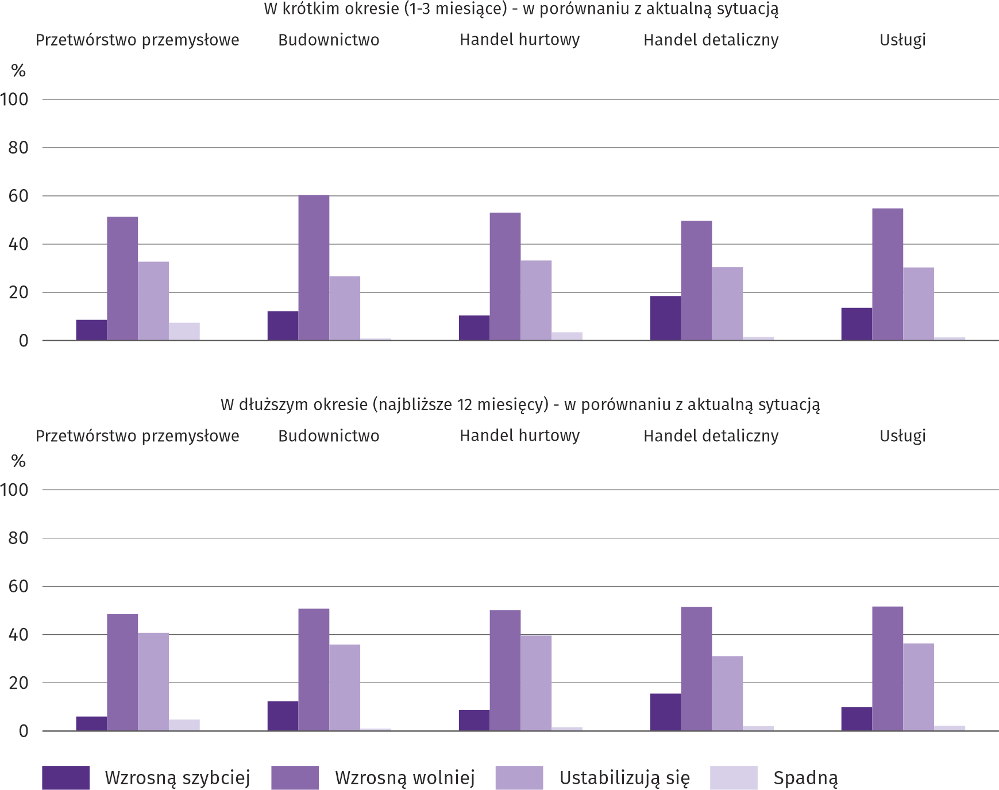 W krótkim okresie (1-3 miesiące) - w porównaniu z aktualną sytuacją
Przetwórstwo przemysłowe Budownictwo Handel hurtowy Handel detaliczny Usługi
%
100
80
60
40
20
0
W dłuższym okresie (najbliższe 12 miesięcy) - w porównaniu z aktualną sytuacją
Przetwórstwo przemysłowe Budownictwo Handel hurtowy Handel detaliczny Usługi
%
100
80
60
40
20
0
Wzrosną szybciej Wzrosną wolniej Ustabilizują się Spadną